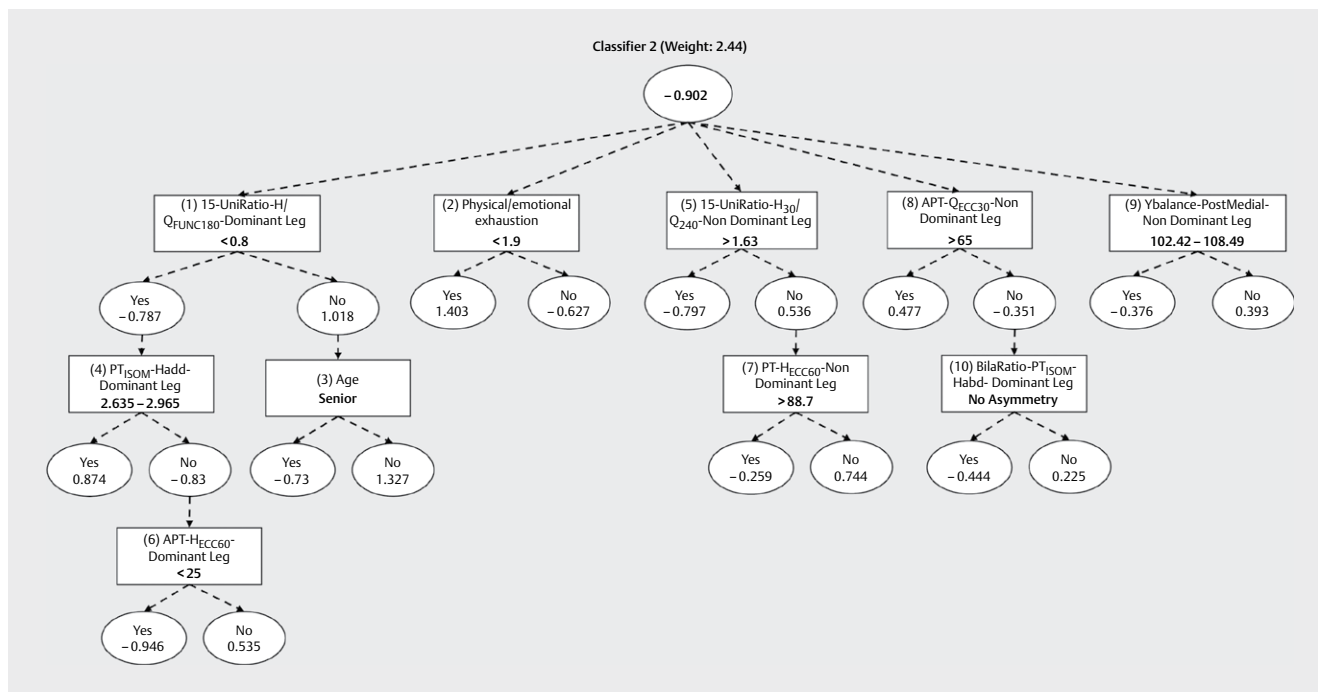 Classifier 2 (Weight: 2.44)
– 0.902
(1) 15-UniRatio-H/
QFUNC180-Dominant Leg
< 0.8
(2) Physical/emotional
exhaustion
< 1.9
(5) 15-UniRatio-H30/
Q240-Non Dominant Leg
> 1.63
(8) APT-QECC30-Non
Dominant Leg
> 65
(9) Ybalance-PostMedial-
Non Dominant Leg
102.42 – 108.49
Yes
– 0.787
No
1.018
Yes
1.403
No
– 0.627
Yes
– 0.797
No
0.536
Yes
0.477
No
– 0.351
Yes
– 0.376
No
0.393
(4) PTISOM-Hadd-
Dominant Leg
2.635 – 2.965
(3) Age
Senior
(7) PT-HECC60-Non
Dominant Leg
> 88.7
(10) BilaRatio-PTISOM-
Habd- Dominant Leg
No Asymmetry
Yes
0.874
No
– 0.83
Yes
– 0.73
No
1.327
Yes
– 0.259
No
0.744
Yes
– 0.444
No
0.225
(6) APT-HECC60-
Dominant Leg
< 25
Yes
– 0.946
No
0.535